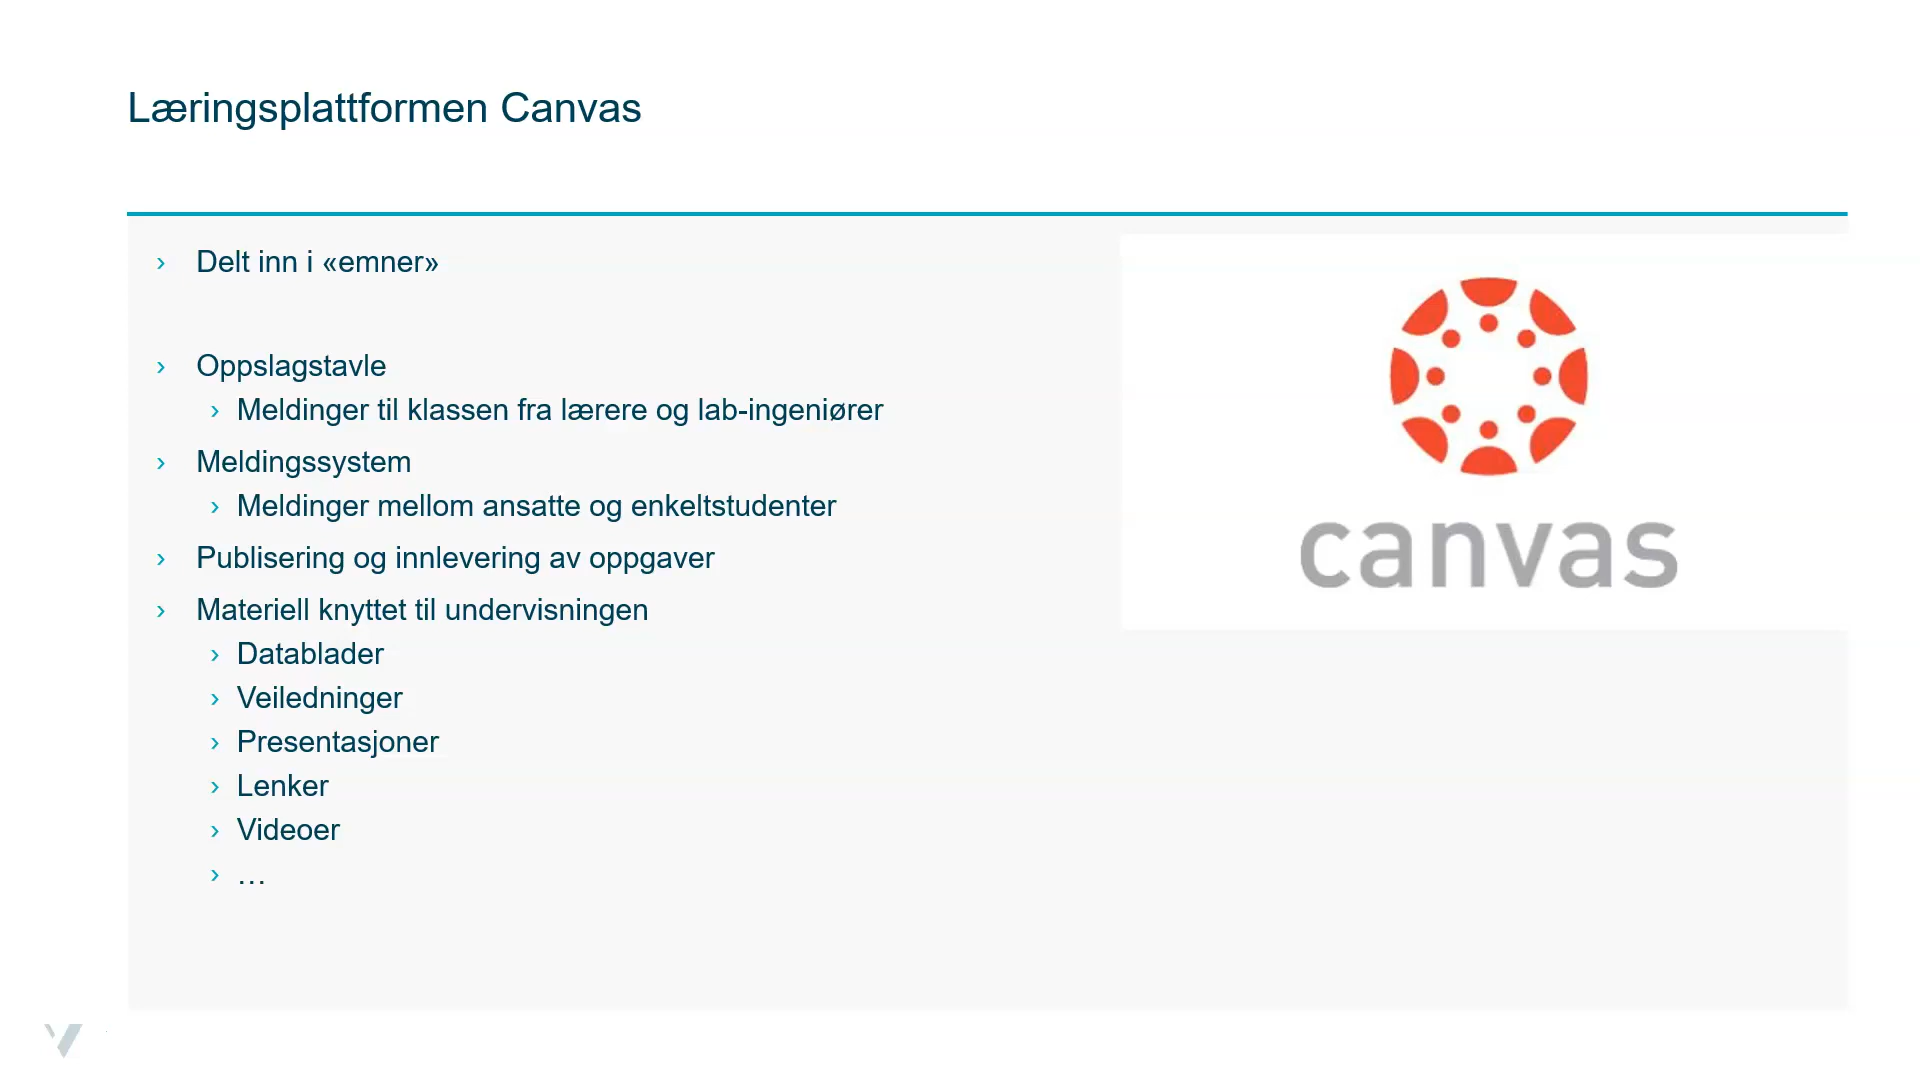 Læringsplattformen Canvas
› Delt inn i «emner»
› Oppslagstavle
› Meldinger til klassen fra lærere og lab-ingeniører
› Meldingssystem
› Meldinger mellom ansatte og enkeltstudenter
› Publisering og innlevering av oppgaver
› Materiell knyttet til undervisningen
› Datablader
› Veiledninger
› Presentasjoner
› Lenker
› Videoer
› …
canvas